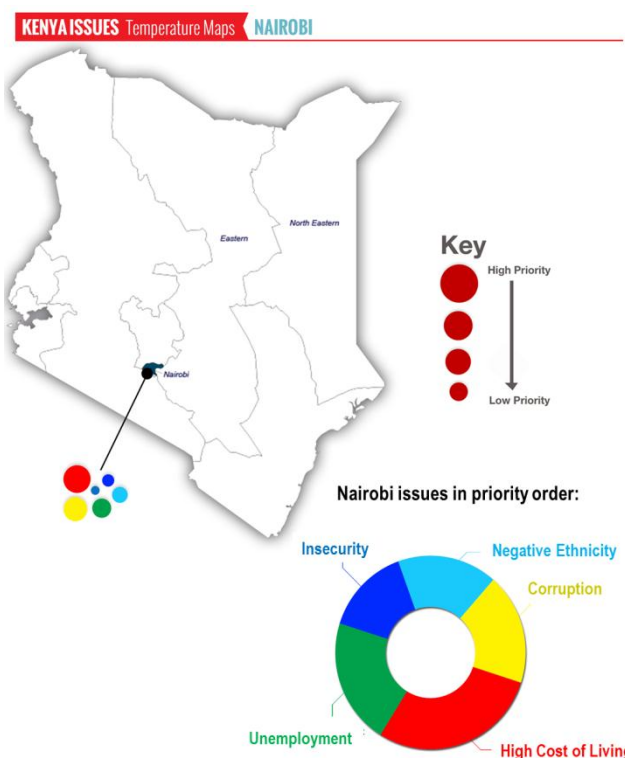 KENYA ISSUES Temperature Maps NAIROBI
Eastern
North Eastern
Nairobi
Key
High Priority
Low Priority
Nairobi issues in priority order:
Insecurity
Negative Ethnicity
Corruption
Unemployment
High Cost of Living